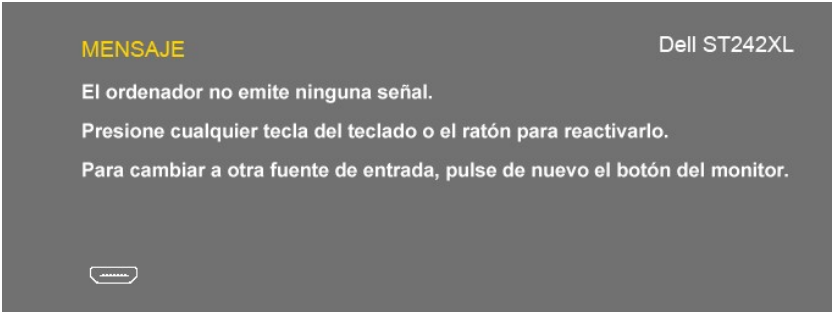 MENSAJE
Dell ST242XL
El ordenador no emite ninguna señal.
Presione cualquier tecla del teclado o el ratón para reactivarlo.
Para cambiar a otra fuente de entrada, pulse de nuevo el botón del monitor.